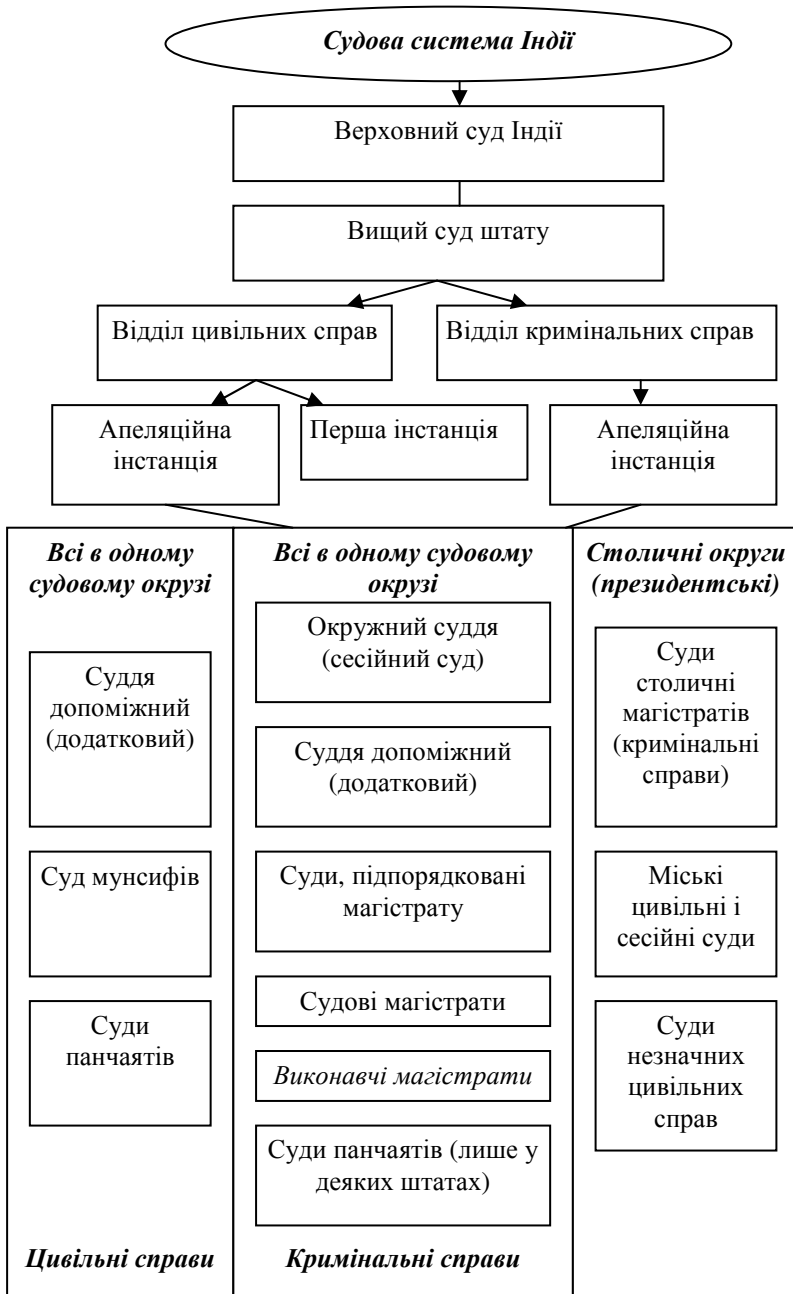 Судова система Індії
Верховний суд Індії
Вищий суд штату
Відділ цивільних справ
Відділ кримінальних справ
Апеляційна
інстанція
Перша інстанція
Апеляційна
інстанція
Всі в одному
судовому окрузі
Суддя
допоміжний
(додатковий)
Суд мунсифів
Суди
панчаятів
Цивільні справи
Всі в одному судовому
окрузі
Окружний суддя
(сесійний суд)
Суддя допоміжний
(додатковий)
Суди, підпорядковані
магістрату
Судові магістрати
Виконавчі магістрати
Суди панчаятів (лише у
деяких штатах)
Кримінальні справи
Столичні округи
(президентські)
Суди
столичні
магістратів
(кримінальні
справи)
Міські
цивільні і
сесійні суди
Суди
незначних
цивільних
справ